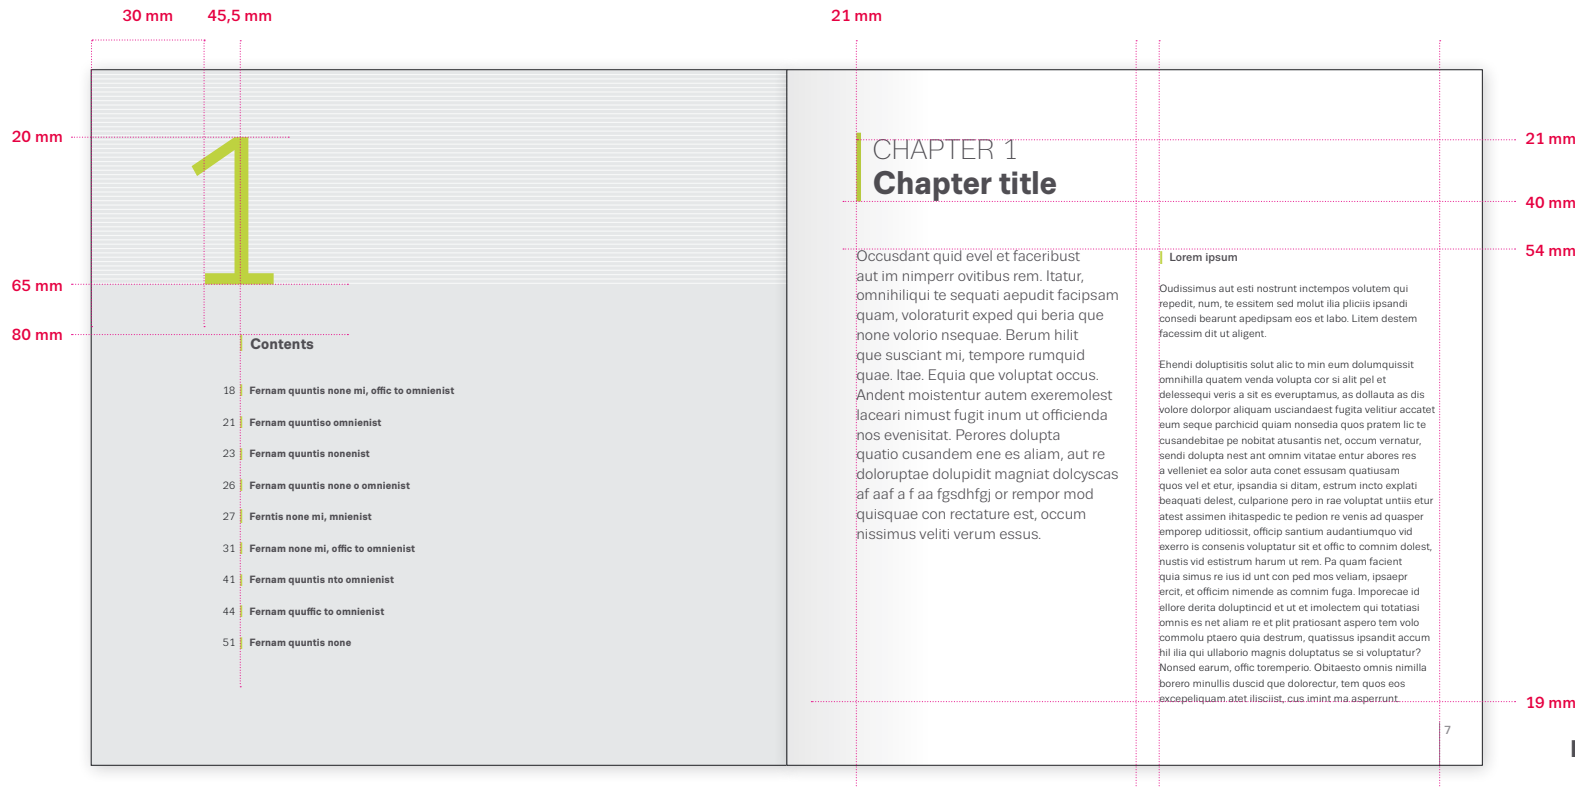 30 mm
45,5 mm
21 mm
20 mm
65 mm
80 mm
1
Contents
18 Fernam quuntis none mi, offic to omnienist
21 Fernam quuntiso omnienist
23 Fernam quuntis nonenist
26 Fernam quuntis none o omnienist
27 Ferntis none mi, mnienist
31 Fernam none mi, offic to omnienist
41 Fernam quuntis nto omnienist
44 Fernam quuffic to omnienist
51 Fernam quuntis none
CHAPTER 1
Chapter title
Occusdant quid evel et faceribust
aut im nimperr ovitibus rem. Itatur,
omnihiliqui te sequati aepudit facipsam
quam, voloraturit exped qui beria que
none volorio nsequae. Berum hilit
que susciant mi, tempore rumquid
quae. Itae. Equia que voluptat occus.
Andent moistentur autem exeremolest
laceari nimust fugit inum ut officienda
nos evenisitat. Perores dolupta
quatio cusandem ene es aliam, aut re
doloruptae dolupidit magniat dolcyscas
af aaf a f aa fgsdhfgj or rempor mod
quisquae con rectature est, occum
nissimus veliti verum essus.
Lorem ipsum
Oudissimus aut esti nostrunt inctempos volutem qui
repedit, num, te essitem sed molut ilia pliciis ipsandi
consedi bearunt apedipsam eos et labo. Litem destem
facessim dit ut aligent.
Ehendi doluptisitis solut alic to min eum dolumquissit
omnihilla quatem venda volupta cor si alit pel et
delessequi veris a sit es everuptamus, as dollauta as dis
volore dolorpor aliquam usciandaest fugita velitiur accatet
eum seque parchicid quiam nonsedia quos pratem lic te
cusandebitae pe nobitat atusantis net, occum vernatur,
sendi dolupta nest ant omnim vitatae entur abores res
a velleniet ea solor auta conet essusam quatiusam
quos vel et etur, ipsandia si ditam, estrum incto explati
beaquati delest, culparione pero in rae voluptat untiis etur
atest assimen ihitaspedic te pedion re venis ad quasper
emporep uditiossit, officip santium audantiumquo vid
exerro is consenis voluptatur sit et offic to comnim dolest,
nustis vid estistrum harum ut rem. Pa quam facient
quia simus re ius id unt con ped mos veliam, ipsaepr
ercit, et officim nimende as comnim fuga. Imporecae id
ellore derita doluptincid et ut et imolectem qui totatiasi
omnis es net aliam re et plit pratiosant aspero tem volo
commolu ptaero quia destrum, quatissus ipsandit accum
hil ilia qui ullaborio magnis doluptatus se si voluptatur?
Nonsed earum, offic toremperio. Obitaesto omnis nimilla
borero minullis duscid que dolorectur, tem quos eos
excepeliquam atet ilisciist, cus imint ma asperrunt.
7
21 mm
40 mm
54 mm
19 mm